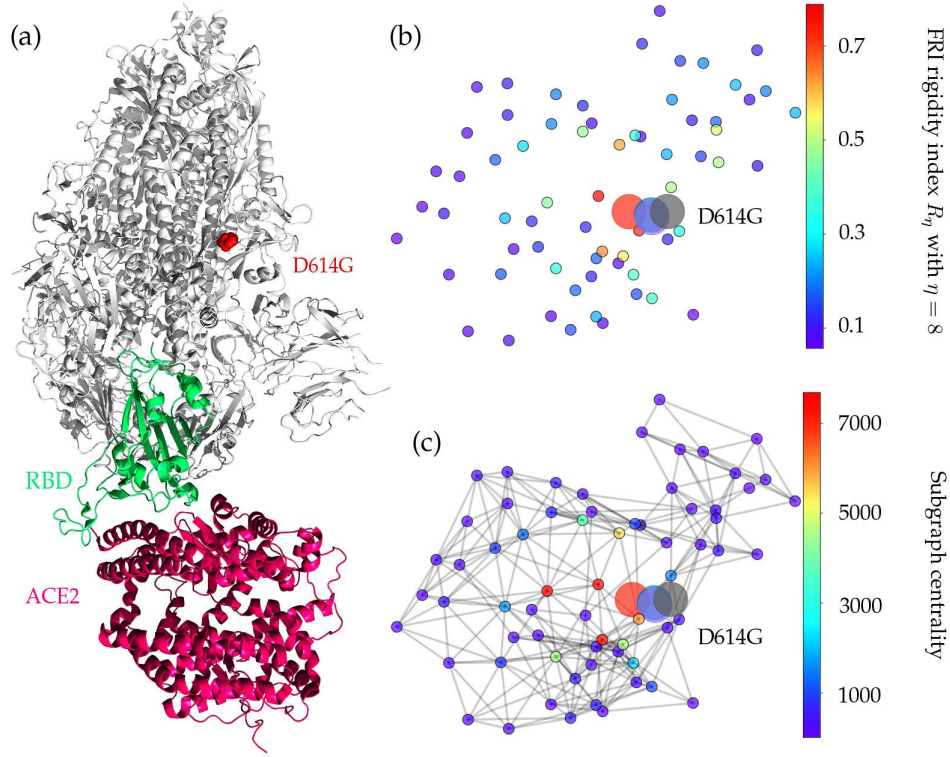 (a)
D614G
RBD
ACE2
(b)
D614G
0.7
0.5
0.3
0.1
FRI rigidity index Rη with η = 8
(c)
D614G
7000
5000
3000
1000
Subgraph centrality